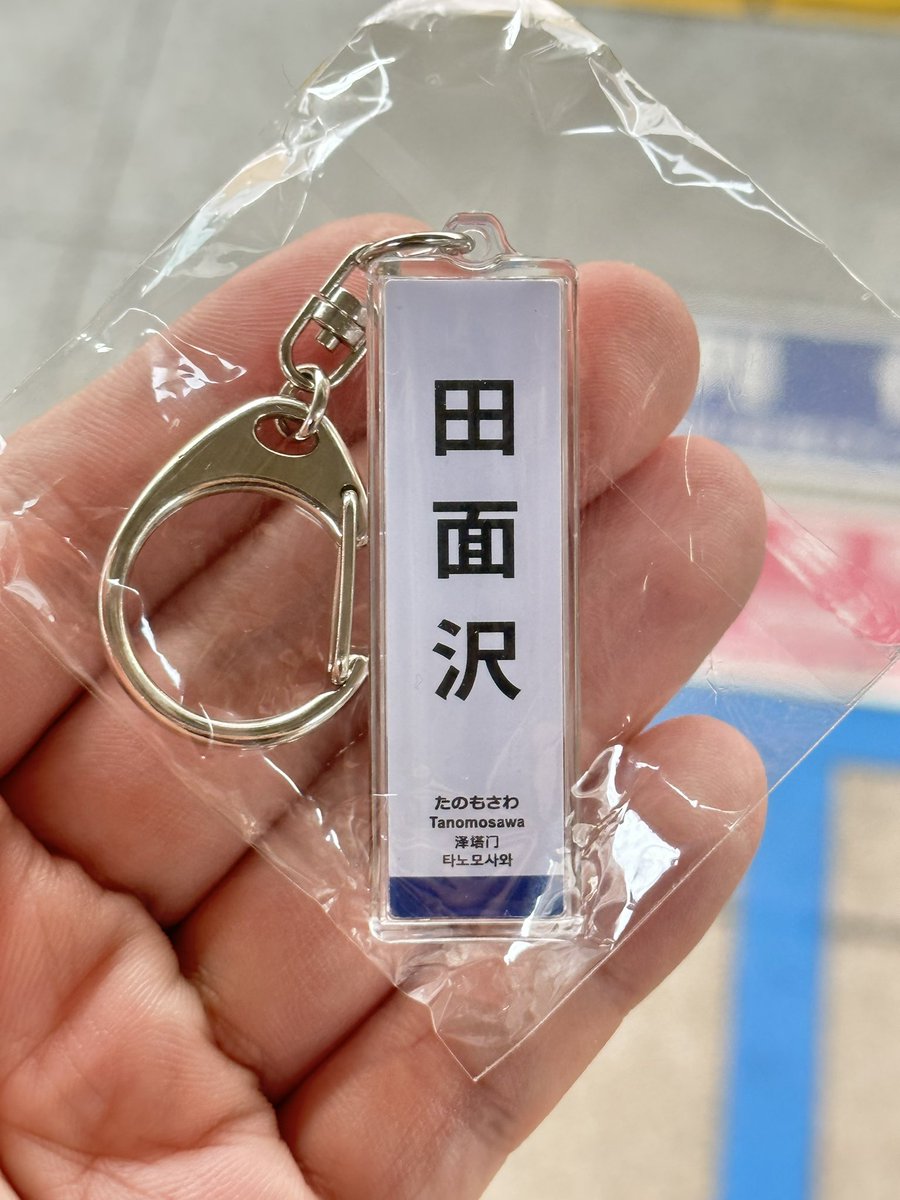 田面沢
たのもさわ
Tanomosawa
泽塔门
타노모사와